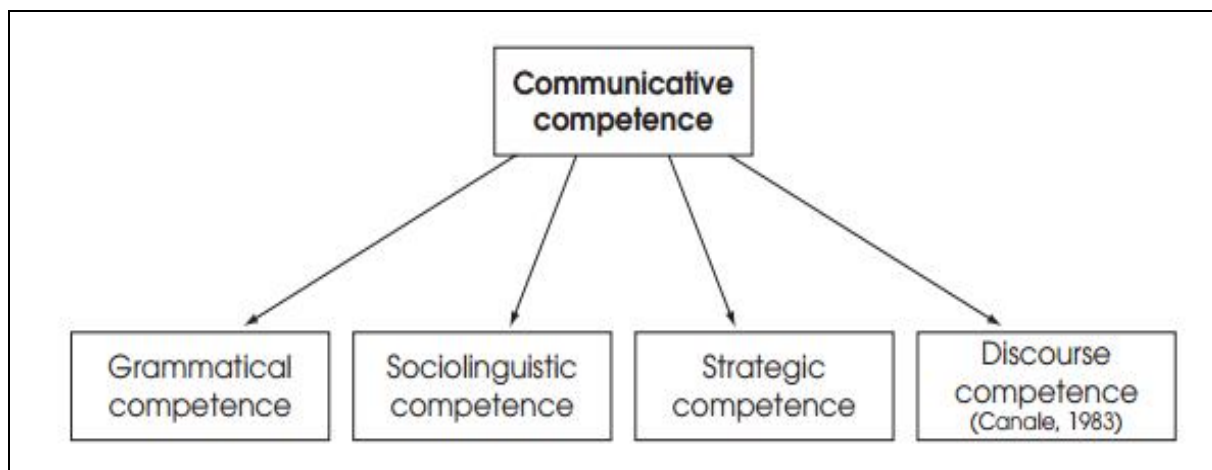 Communicative
competence
Grammatical
competence
Sociolinguistic
competence
Strategic
competence
Discourse
competence
(Canale, 1983)